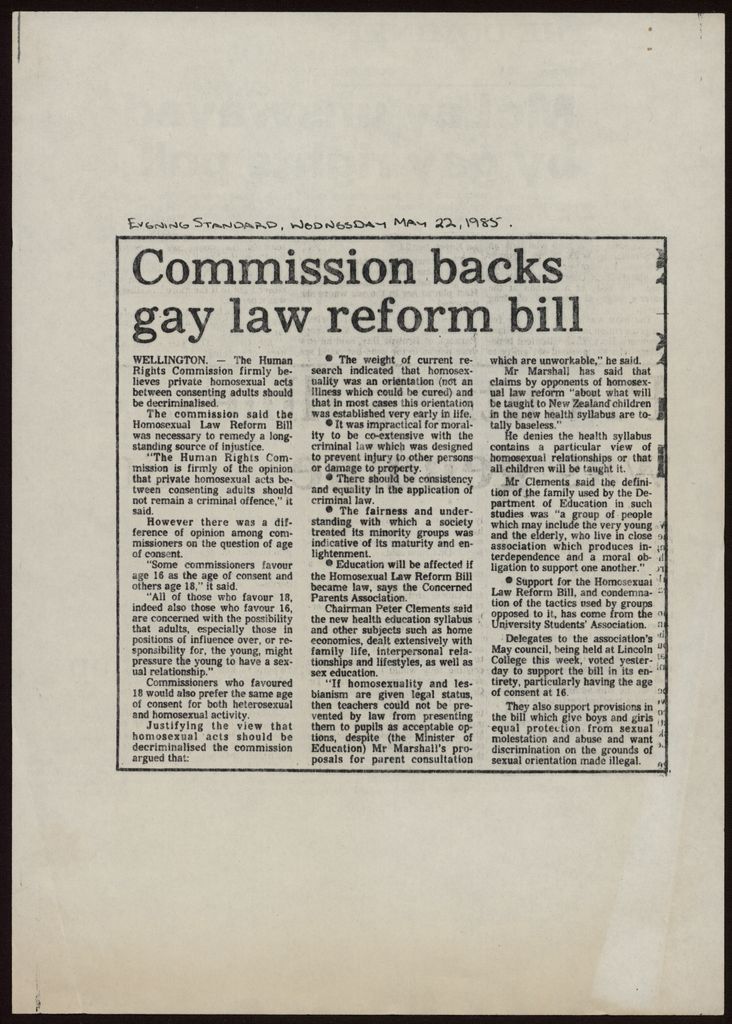 EVENING STANDARD, WEDNESDAY MAY 22, 1985.
Commission backs
gay law reform bill
WELLINGTON. — The Human
Rights Commission firmly be-
lieves private homosexual acts
between consenting adults should
be decriminalised.
The commission said the
Homosexual Law Reform Bill
was necessary to remedy a long-
standing source of injustice.
"The Human Rights Com-
mission is firmly of the opinion
that private homosexual acts be-
tween consenting adults should
not remain a criminal offence," it
said.
However there was a dif-
ference of opinion among com-
missioners on the question of age
of consent.
"Some commissioners favour
age 16 as the age of consent and
others age 18," it said.
"All of those who favour 18,
indeed also those who favour 16,
are concerned with the possibility
that adults, especially those in
positions of influence over, or re-
sponsibility for, the young, might
pressure the young to have a sex-
ual relationship."
Commissioners who favoured
18 would also prefer the same age
of consent for both heterosexual
and homosexual activity.
Justifying the view that
homosexual acts should be
decriminalised the commission
argued that:
● The weight of current re-
search indicated that homosex-
uality was an orientation (not an
illness which could be cured) and
that in most cases this orientation
was established very early in life.
● It was impractical for moral-
ity to be co-extensive with the
criminal law which was designed
to prevent injury to other persons
or damage to property.
● There should be consistency
and equality in the application of
criminal law.
● The fairness and under-
standing with which a society
treated its minority groups was
indicative of its maturity and en-
lightenment.
● Education will be affected if
the Homosexual Law Reform Bill
became law, says the Concerned
Parents Association.
Chairman Peter Clements said
the new health education syllabus
and other subjects such as home
economics, dealt extensively with
family life, interpersonal rela-
tionships and lifestyles, as well as
sex education.
"If homosexuality and les-
bianism are given legal status,
then teachers could not be pre-
vented by law from presenting
them to pupils as acceptable op-
tions, despite (the Minister of
Education) Mr Marshall's pro-
posals for parent consultation
which are unworkable," he said.
Mr Marshall has said that
claims by opponents of homosex-
ual law reform "about what will
be taught to New Zealand children
in the new health syllabus are to-
tally baseless."
He denies the health syllabus
contains a particular view of
homosexual relationships or that
all children will be taught it.
Mr Clements said the defini-
tion of the family used by the De-
partment of Education in such
studies was "a group of people
which may include the very young
and the elderly, who live in close
association which produces in-
terdependence and a moral ob-
ligation to support one another."
● Support for the Homosexual
Law Reform Bill, and condemna-
tion of the tactics used by groups
opposed to it, has come from the
University Students' Association.
Delegates to the association's
May council, being held at Lincoln
College this week, voted yester-
day to support the bill in its en-
tirety, particularly having the age
of consent at 16.
They also support provisions in
the bill which give boys and girls
equal protection from sexual
molestation and abuse and want
discrimination on the grounds of
sexual orientation made illegal.